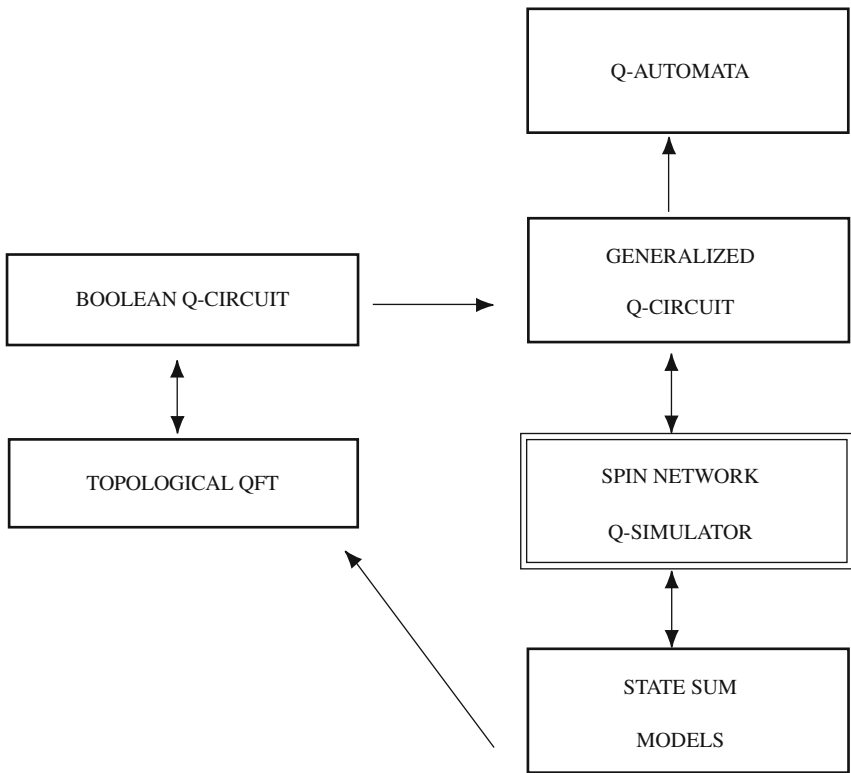 Q-AUTOMATA
GENERALIZED
Q-CIRCUIT
BOOLEAN Q-CIRCUIT
TOPOLOGICAL QFT
SPIN NETWORK
Q-SIMULATOR
STATE SUM
MODELS